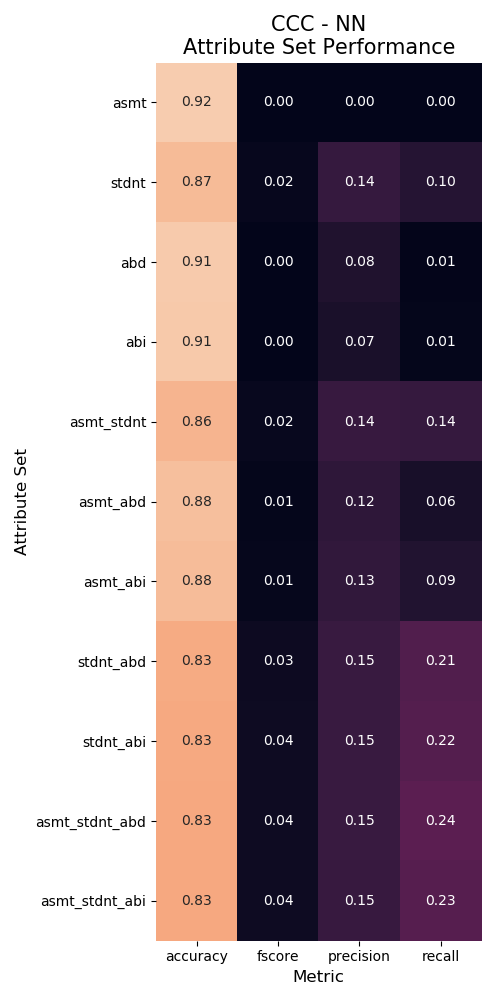 CCC - NN
Attribute Set Performance
asmt 0.92 0.00 0.00 0.00
stdnt 0.87 0.02 0.14 0.10
abd 0.91 0.00 0.08 0.01
abi 0.91 0.00 0.07 0.01
asmt_stdnt 0.86 0.02 0.14 0.14
asmt_abd 0.88 0.01 0.12 0.06
asmt_abi 0.88 0.01 0.13 0.09
stdnt_abd 0.83 0.03 0.15 0.21
stdnt_abi 0.83 0.04 0.15 0.22
asmt_stdnt_abd 0.83 0.04 0.15 0.24
asmt_stdnt_abi 0.83 0.04 0.15 0.23
Attribute Set
accuracy fscore precision recall
Metric